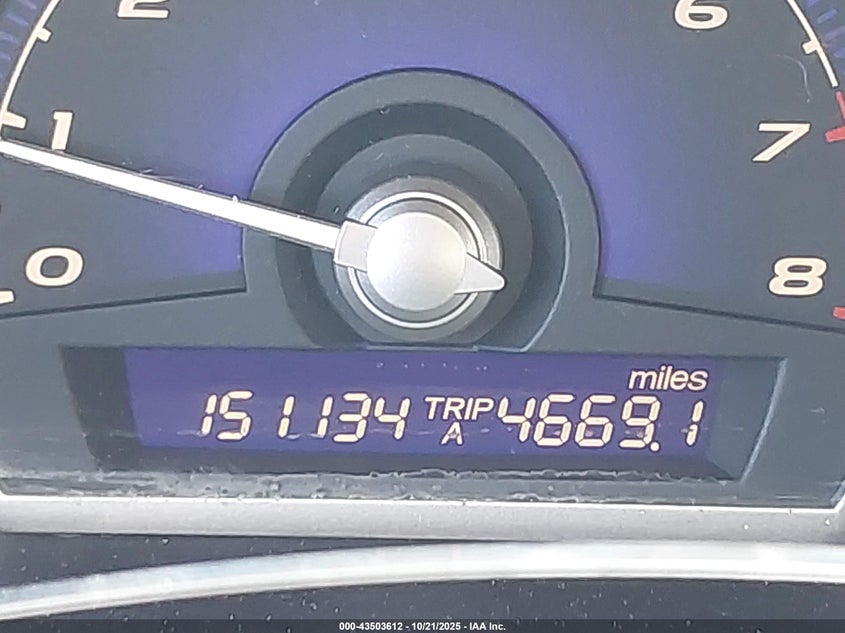 2 6
1 7
0 8
miles
151134 TRIP A 4669.1
000-43503612 - 10/21/2025 - IAA Inc.